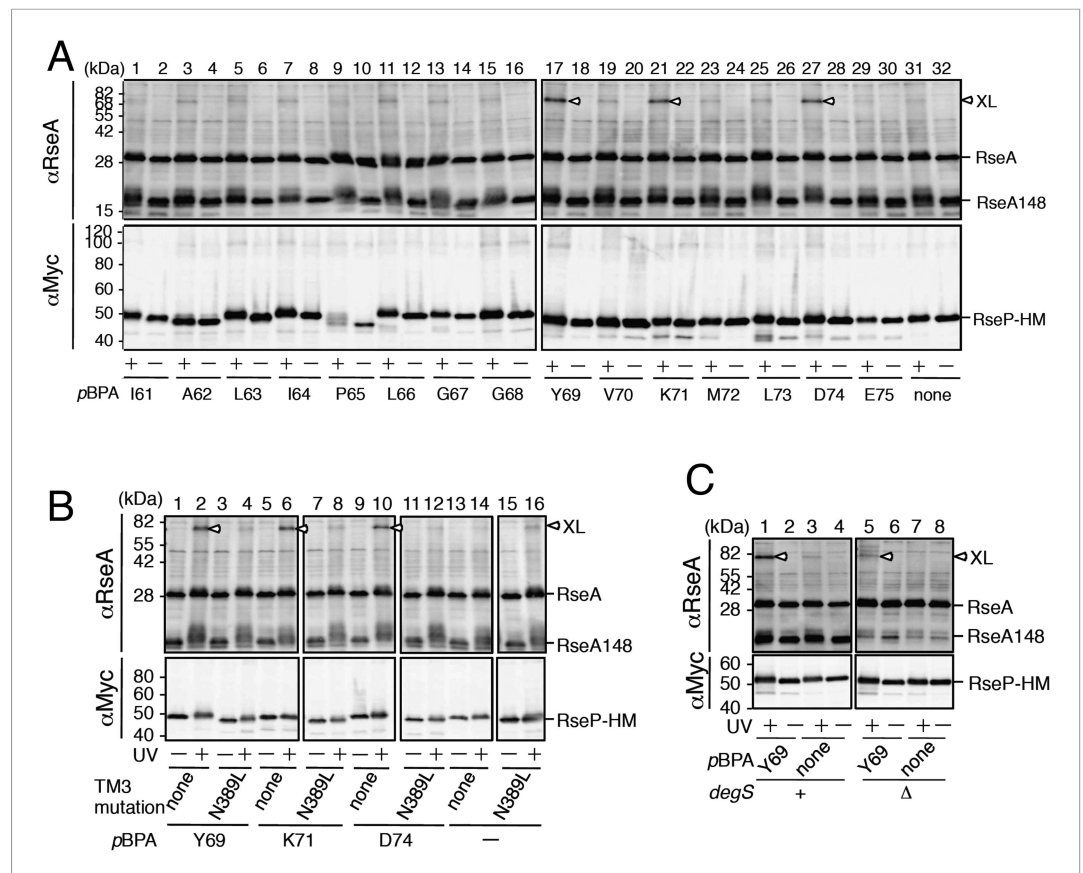 A
(kDa) 1 2 3 4 5 6 7 8 9 10 11 12 13 14 15 16 17 18 19 20 21 22 23 24 25 26 27 28 29 30 31 32
αRseA
82
68
55
42
28
15
XL
RseA
RseA148
αMyc
120
100
80
60
50
40
RseP-HM
+ − + − + − + − + − + − + − + − + − + − + − + − + − + − + − + −
pBPA I61 A62 L63 I64 P65 L66 G67 G68 Y69 V70 K71 M72 L73 D74 E75 none
B
(kDa) 1 2 3 4 5 6 7 8 9 10 11 12 13 14 15 16
αRseA
82
55
42
28
XL
RseA
RseA148
αMyc
80
60
50
40
RseP-HM
− + − + − + − + − + − + − + − + UV
TM3 mutation none N389L none N389L none N389L none N389L
pBPA Y69 K71 D74 −
C
(kDa) 1 2 3 4 5 6 7 8
αRseA
82
55
42
28
XL
RseA
RseA148
αMyc
60
50
40
RseP-HM
UV + − + − + − + −
pBPA Y69 none Y69 none
degS + Δ